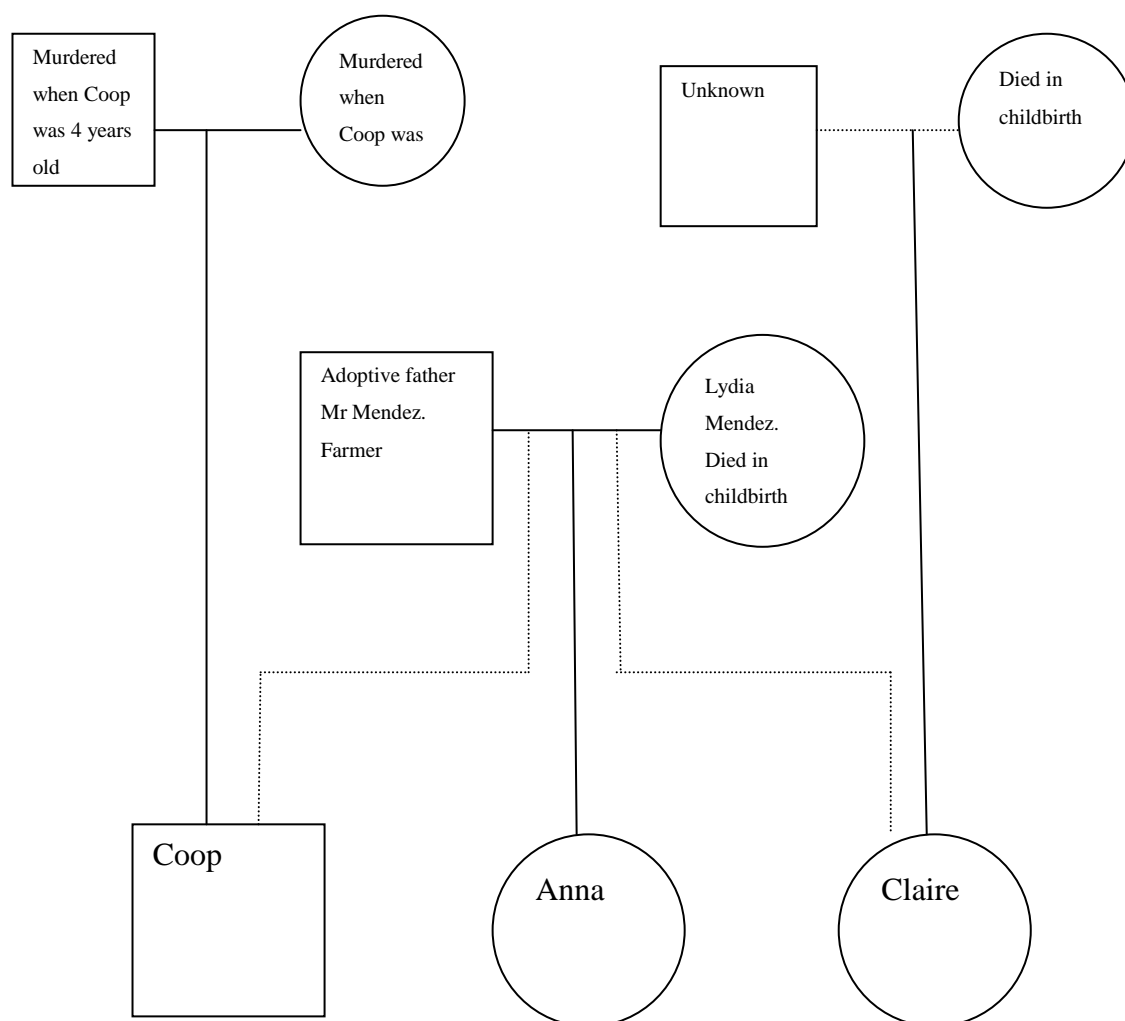 Murdered
when Coop
was 4 years
old
Murdered
when
Coop was
Unknown
Died in
childbirth
Adoptive father
Mr Mendez.
Farmer
Lydia
Mendez.
Died in
childbirth
Coop
Anna
Claire